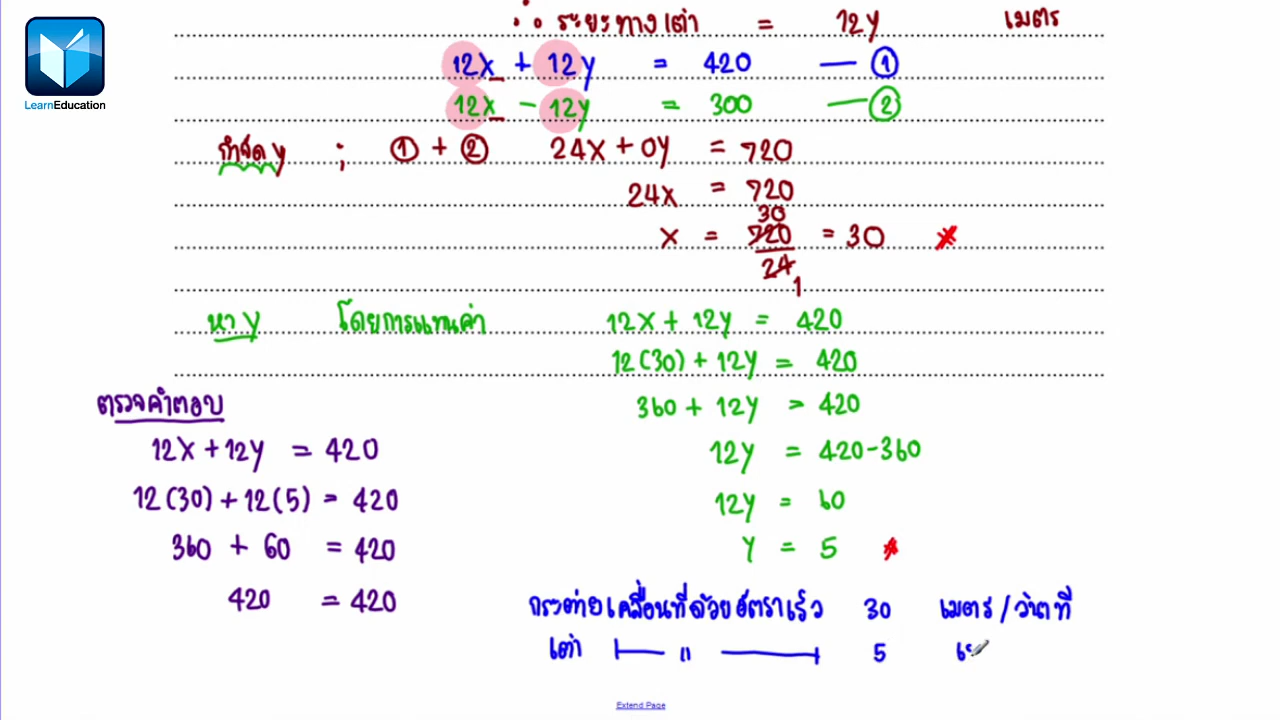 ∴ ระยะทางเต่า = 12y เมตร
LearnEducation
12x + 12y = 420 — ①
12x - 12y = 300 — ②
กำจัด y ; ① + ② 24x + 0y = 720
24x = 720
30
x = 720 = 30 *
24
1
หา y โดยการแทนค่า 12x + 12y = 420
12(30) + 12y = 420
360 + 12y = 420
12y = 420 - 360
12y = 60
y = 5 *
ตรวจคำตอบ
12x + 12y = 420
12(30) + 12(5) = 420
360 + 60 = 420
420 = 420
กระต่ายเคลื่อนที่ด้วยอัตราเร็ว 30 เมตร/วินาที
เต่า |— " —| 5
Extend Page